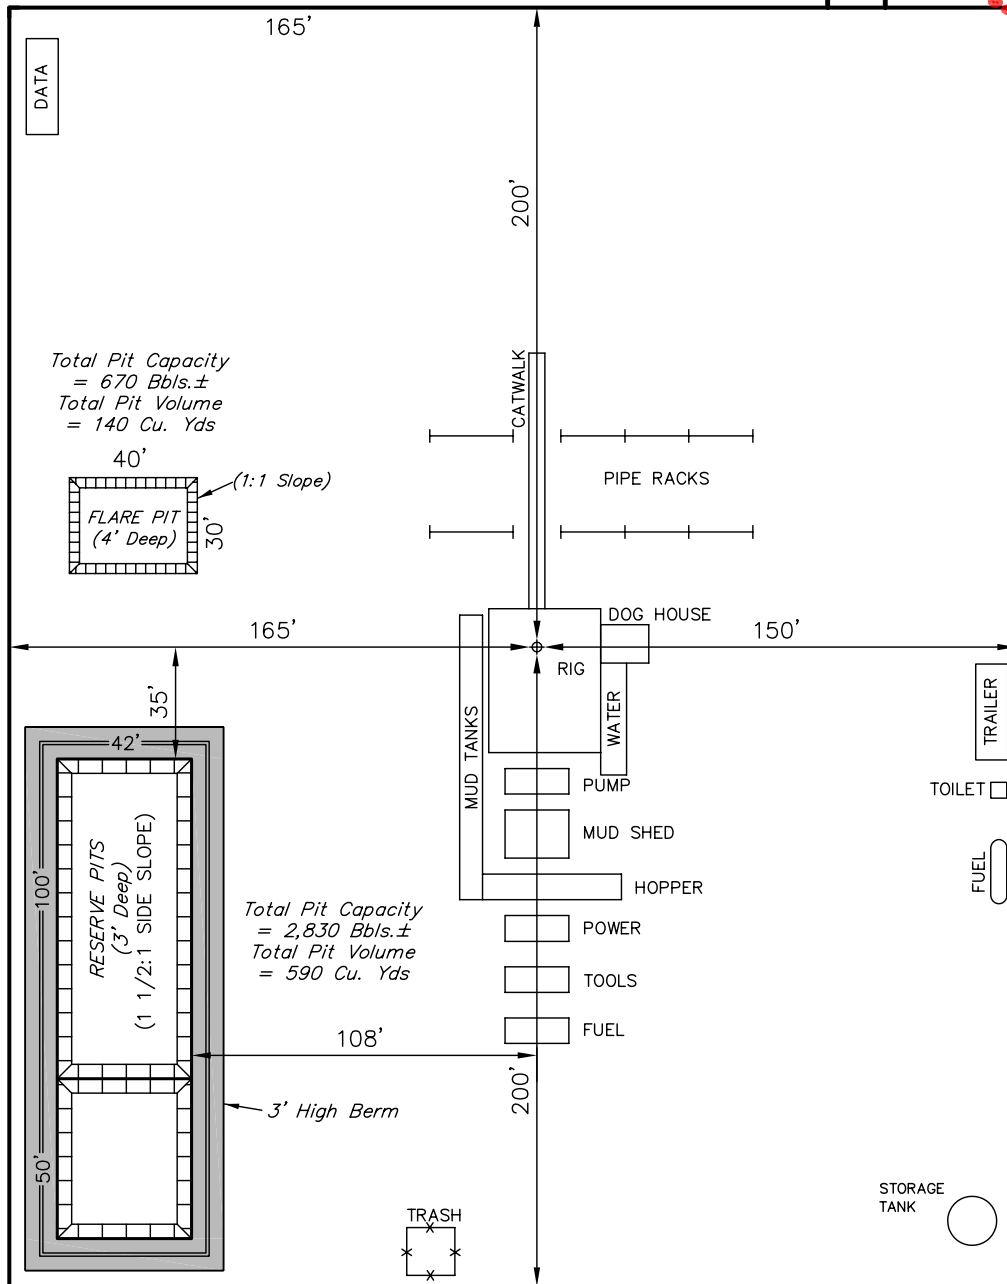 165'
DATA
200'
CATWALK
Total Pit Capacity
= 670 Bbls.±
Total Pit Volume
= 140 Cu. Yds
40'
(1:1 Slope)
FLARE PIT
(4' Deep)
30'
PIPE RACKS
DOG HOUSE
165'
150'
RIG
35'
WATER
TRAILER
42'
MUD TANKS
PUMP
TOILET
MUD SHED
RESERVE PITS
(3' Deep)
(1 1/2:1 SIDE SLOPE)
100'
FUEL
HOPPER
Total Pit Capacity
= 2,830 Bbls.±
Total Pit Volume
= 590 Cu. Yds
POWER
TOOLS
FUEL
108'
200'
3' High Berm
50'
STORAGE
TANK
TRASH